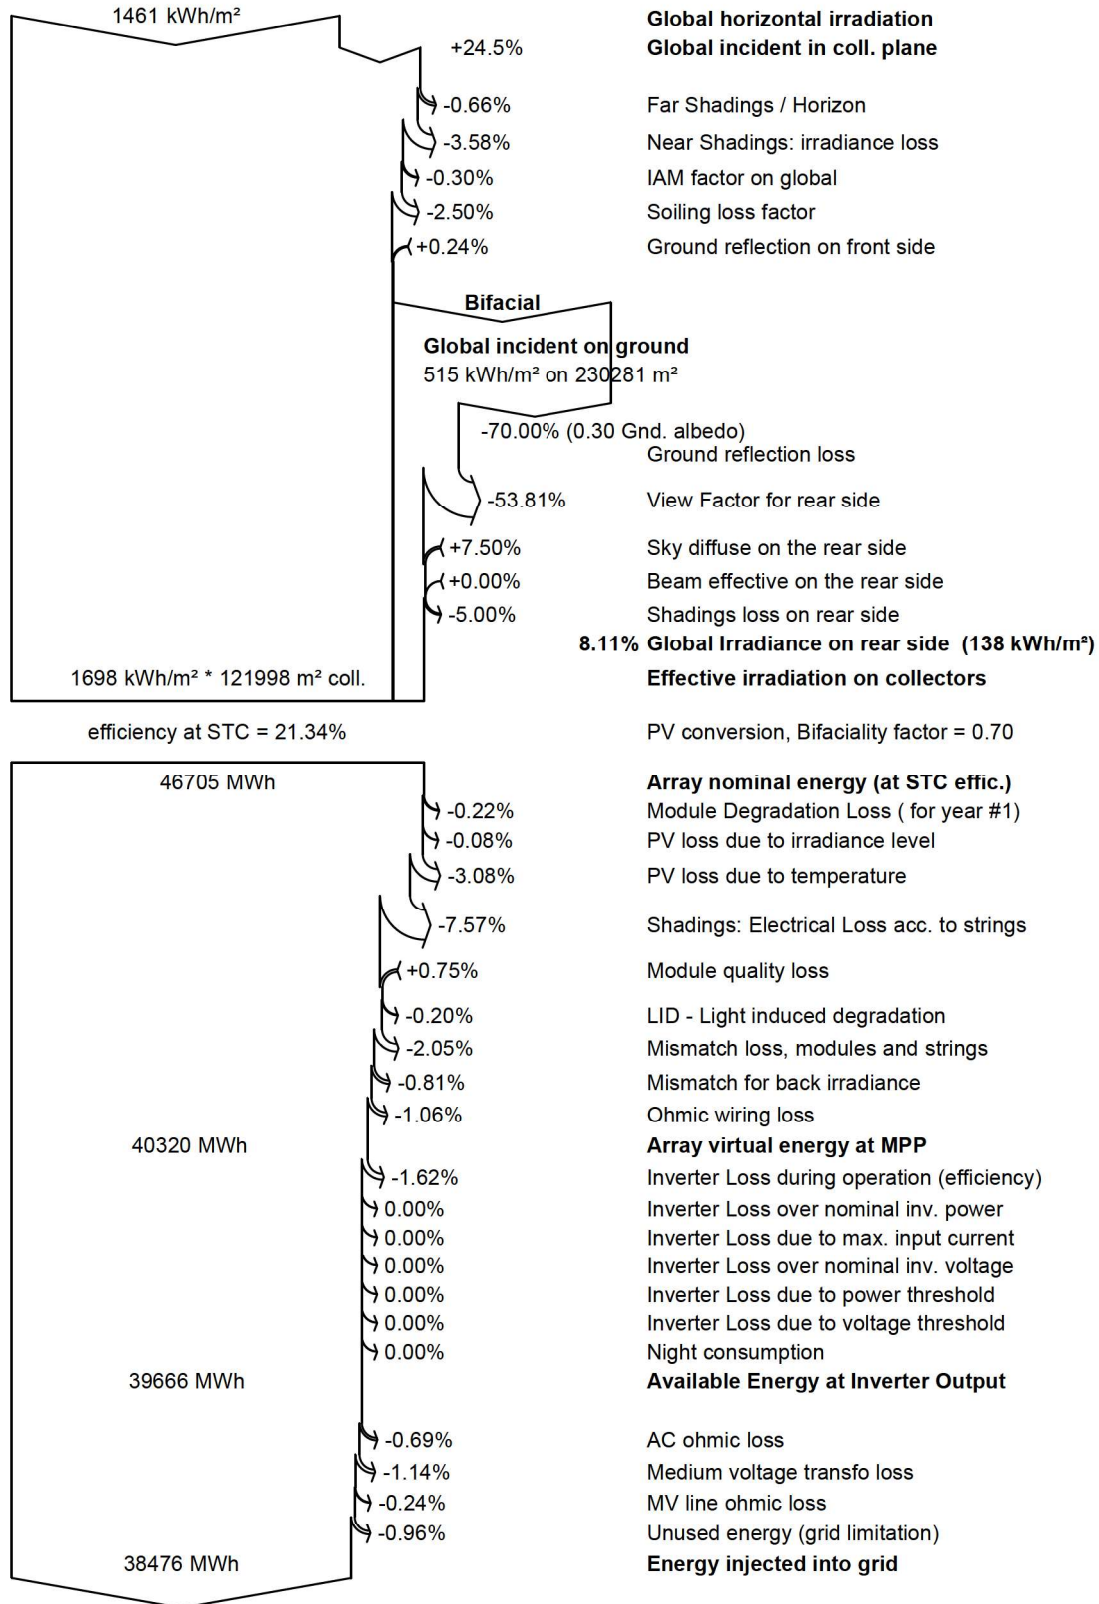 1461 kWh/m² Global horizontal irradiation
+24.5% Global incident in coll. plane
-0.66% Far Shadings / Horizon
-3.58% Near Shadings: irradiance loss
-0.30% IAM factor on global
-2.50% Soiling loss factor
+0.24% Ground reflection on front side
Bifacial
Global incident on ground
515 kWh/m² on 230281 m²
-70.00% (0.30 Gnd. albedo)
Ground reflection loss
-53.81% View Factor for rear side
+7.50% Sky diffuse on the rear side
+0.00% Beam effective on the rear side
-5.00% Shadings loss on rear side
8.11% Global Irradiance on rear side (138 kWh/m²)
1698 kWh/m² * 121998 m² coll. Effective irradiation on collectors
efficiency at STC = 21.34% PV conversion, Bifaciality factor = 0.70
46705 MWh Array nominal energy (at STC effic.)
-0.22% Module Degradation Loss ( for year #1)
-0.08% PV loss due to irradiance level
-3.08% PV loss due to temperature
-7.57% Shadings: Electrical Loss acc. to strings
+0.75% Module quality loss
-0.20% LID - Light induced degradation
-2.05% Mismatch loss, modules and strings
-0.81% Mismatch for back irradiance
-1.06% Ohmic wiring loss
40320 MWh Array virtual energy at MPP
-1.62% Inverter Loss during operation (efficiency)
0.00% Inverter Loss over nominal inv. power
0.00% Inverter Loss due to max. input current
0.00% Inverter Loss over nominal inv. voltage
0.00% Inverter Loss due to power threshold
0.00% Inverter Loss due to voltage threshold
0.00% Night consumption
39666 MWh Available Energy at Inverter Output
-0.69% AC ohmic loss
-1.14% Medium voltage transfo loss
-0.24% MV line ohmic loss
-0.96% Unused energy (grid limitation)
38476 MWh Energy injected into grid